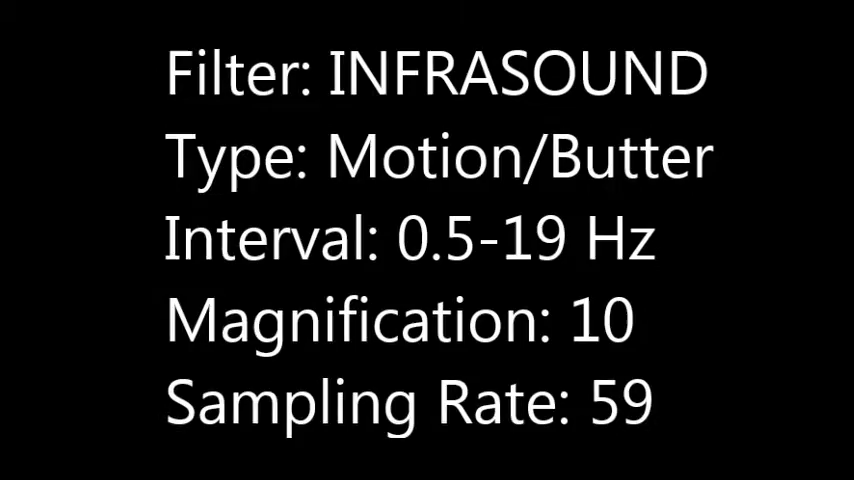 Filter: INFRASOUND
Type: Motion/Butter
Interval: 0.5-19 Hz
Magnification: 10
Sampling Rate: 59